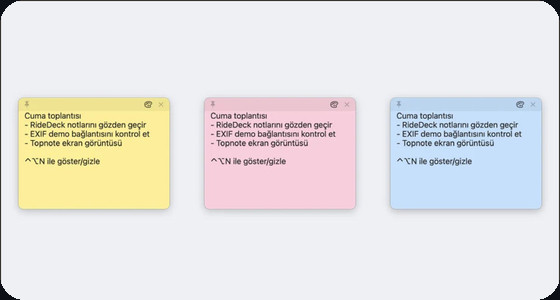 Cuma toplantısı
- RideDeck notlarını gözden geçir
- EXIF demo bağlantısını kontrol et
- Topnote ekran görüntüsü
^⌥N ile göster/gizle
Cuma toplantısı
- RideDeck notlarını gözden geçir
- EXIF demo bağlantısını kontrol et
- Topnote ekran görüntüsü
^⌥N ile göster/gizle
Cuma toplantısı
- RideDeck notlarını gözden geçir
- EXIF demo bağlantısını kontrol et
- Topnote ekran görüntüsü
^⌥N ile göster/gizle